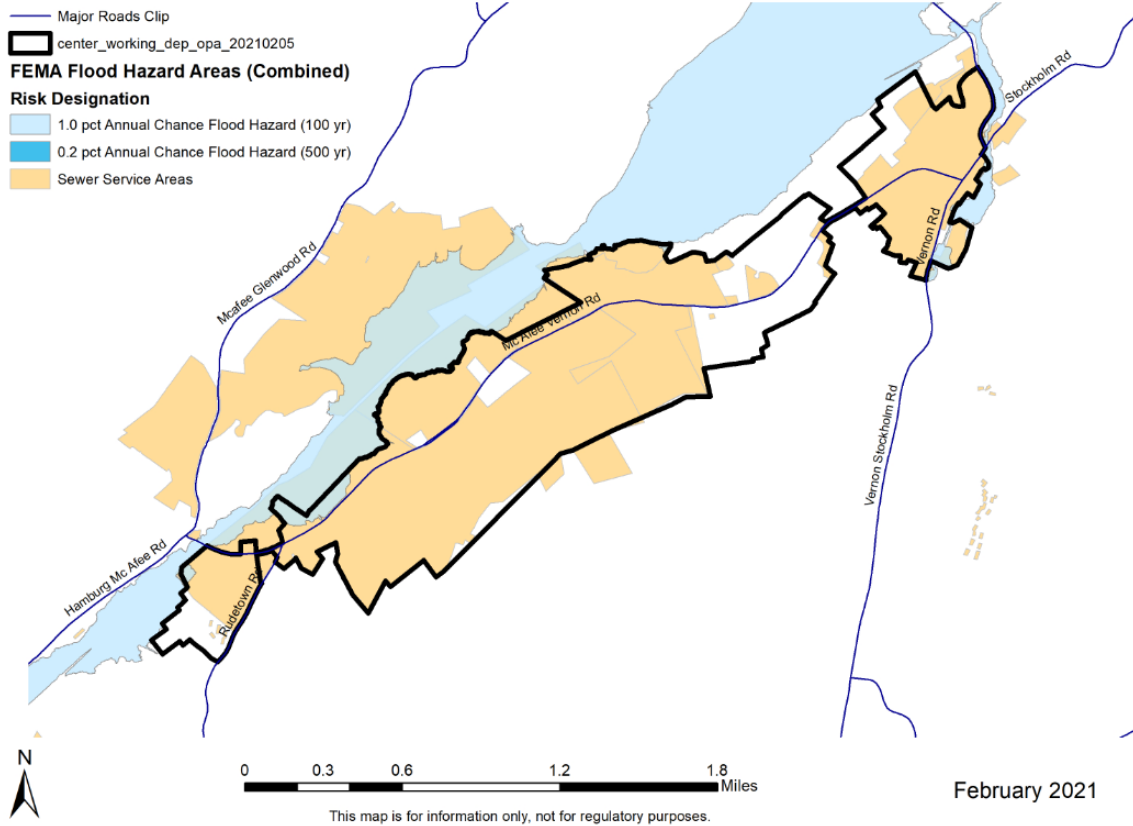 Major Roads Clip
center_working_dep_opa_20210205
FEMA Flood Hazard Areas (Combined)
Risk Designation
1.0 pct Annual Chance Flood Hazard (100 yr)
0.2 pct Annual Chance Flood Hazard (500 yr)
Sewer Service Areas
Stockholm Rd
Vernon Rd
Mcafee Glenwood Rd
Mc Afee Vernon Rd
Vernon Stockholm Rd
Hamburg Mc Afee Rd
Rudetown Rd
N
0 0.3 0.6 1.2 1.8
Miles
February 2021
This map is for information only, not for regulatory purposes.